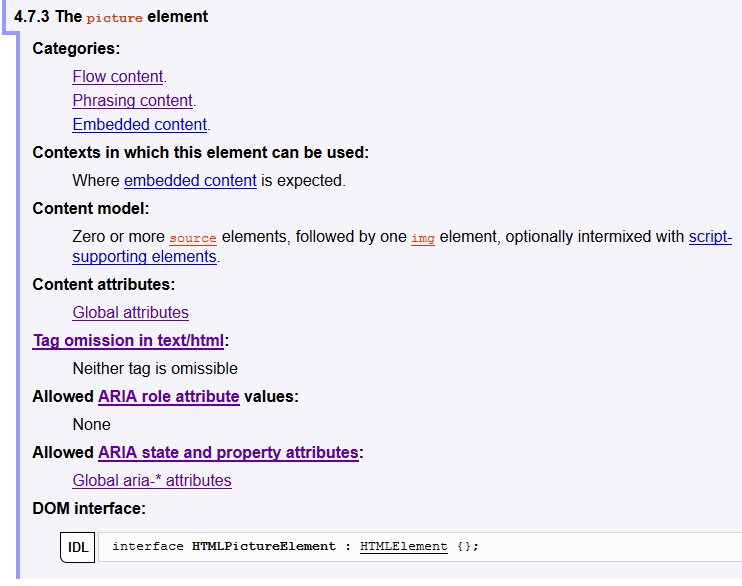 4.7.3 The picture element
Categories:
Flow content.
Phrasing content.
Embedded content.
Contexts in which this element can be used:
Where embedded content is expected.
Content model:
Zero or more source elements, followed by one img element, optionally intermixed with script-
supporting elements.
Content attributes:
Global attributes
Tag omission in text/html:
Neither tag is omissible
Allowed ARIA role attribute values:
None
Allowed ARIA state and property attributes:
Global aria-* attributes
DOM interface:
IDL interface HTMLPictureElement : HTMLElement {};